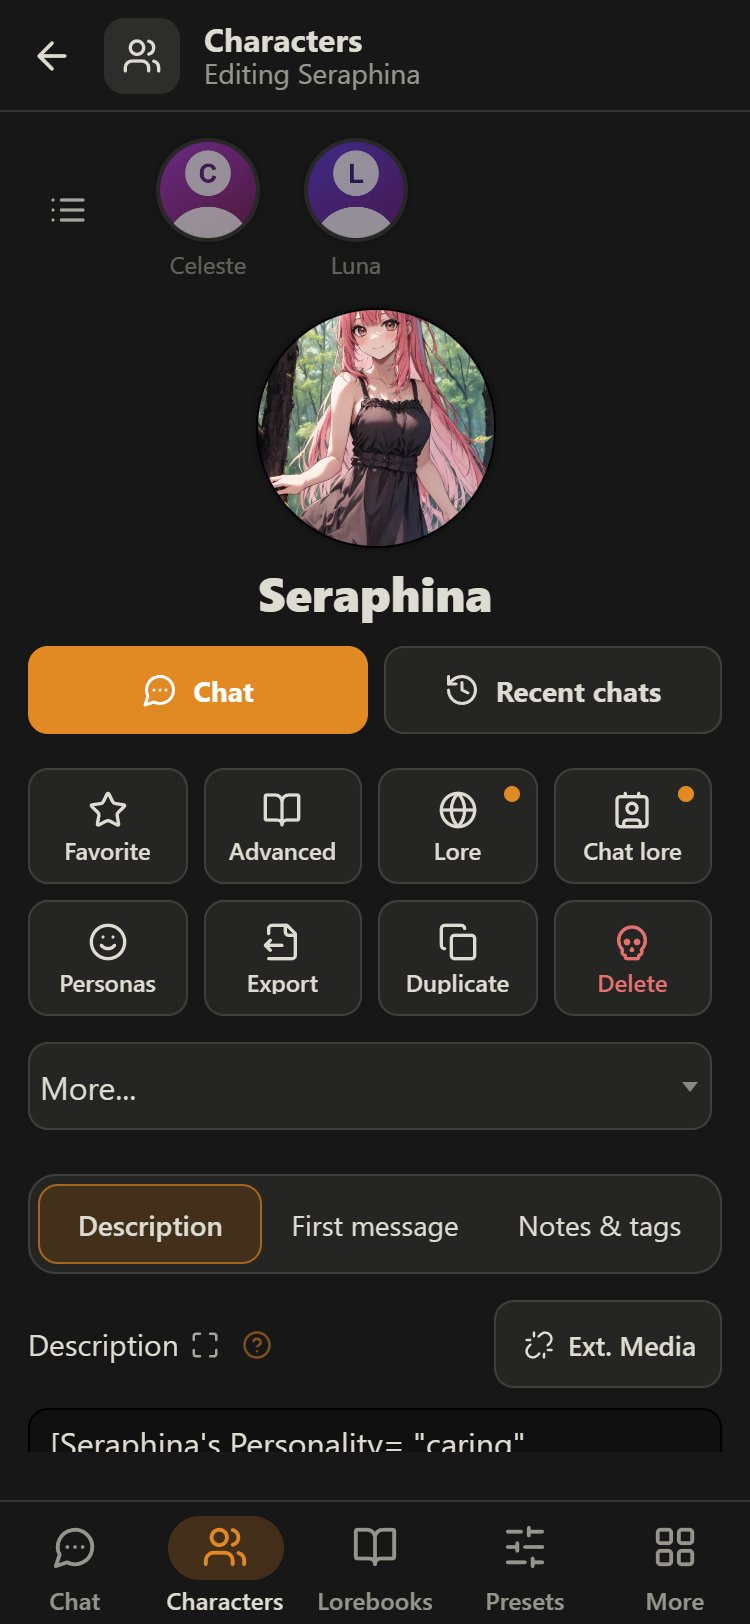 Characters
Editing Seraphina
C
L
Celeste
Luna
Seraphina
Chat
Recent chats
Favorite
Advanced
Lore
Chat lore
Personas
Export
Duplicate
Delete
More...
Description
First message
Notes & tags
Description
Ext. Media
[Seraphina's Personality= "caring"
Chat
Characters
Lorebooks
Presets
More